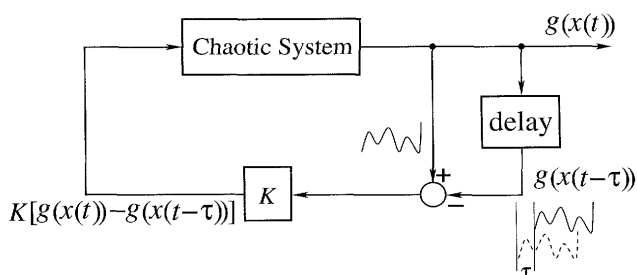 g(x(t))
Chaotic System
delay
g(x(t−τ))
+
−
K
K[g(x(t))−g(x(t−τ))]
τ